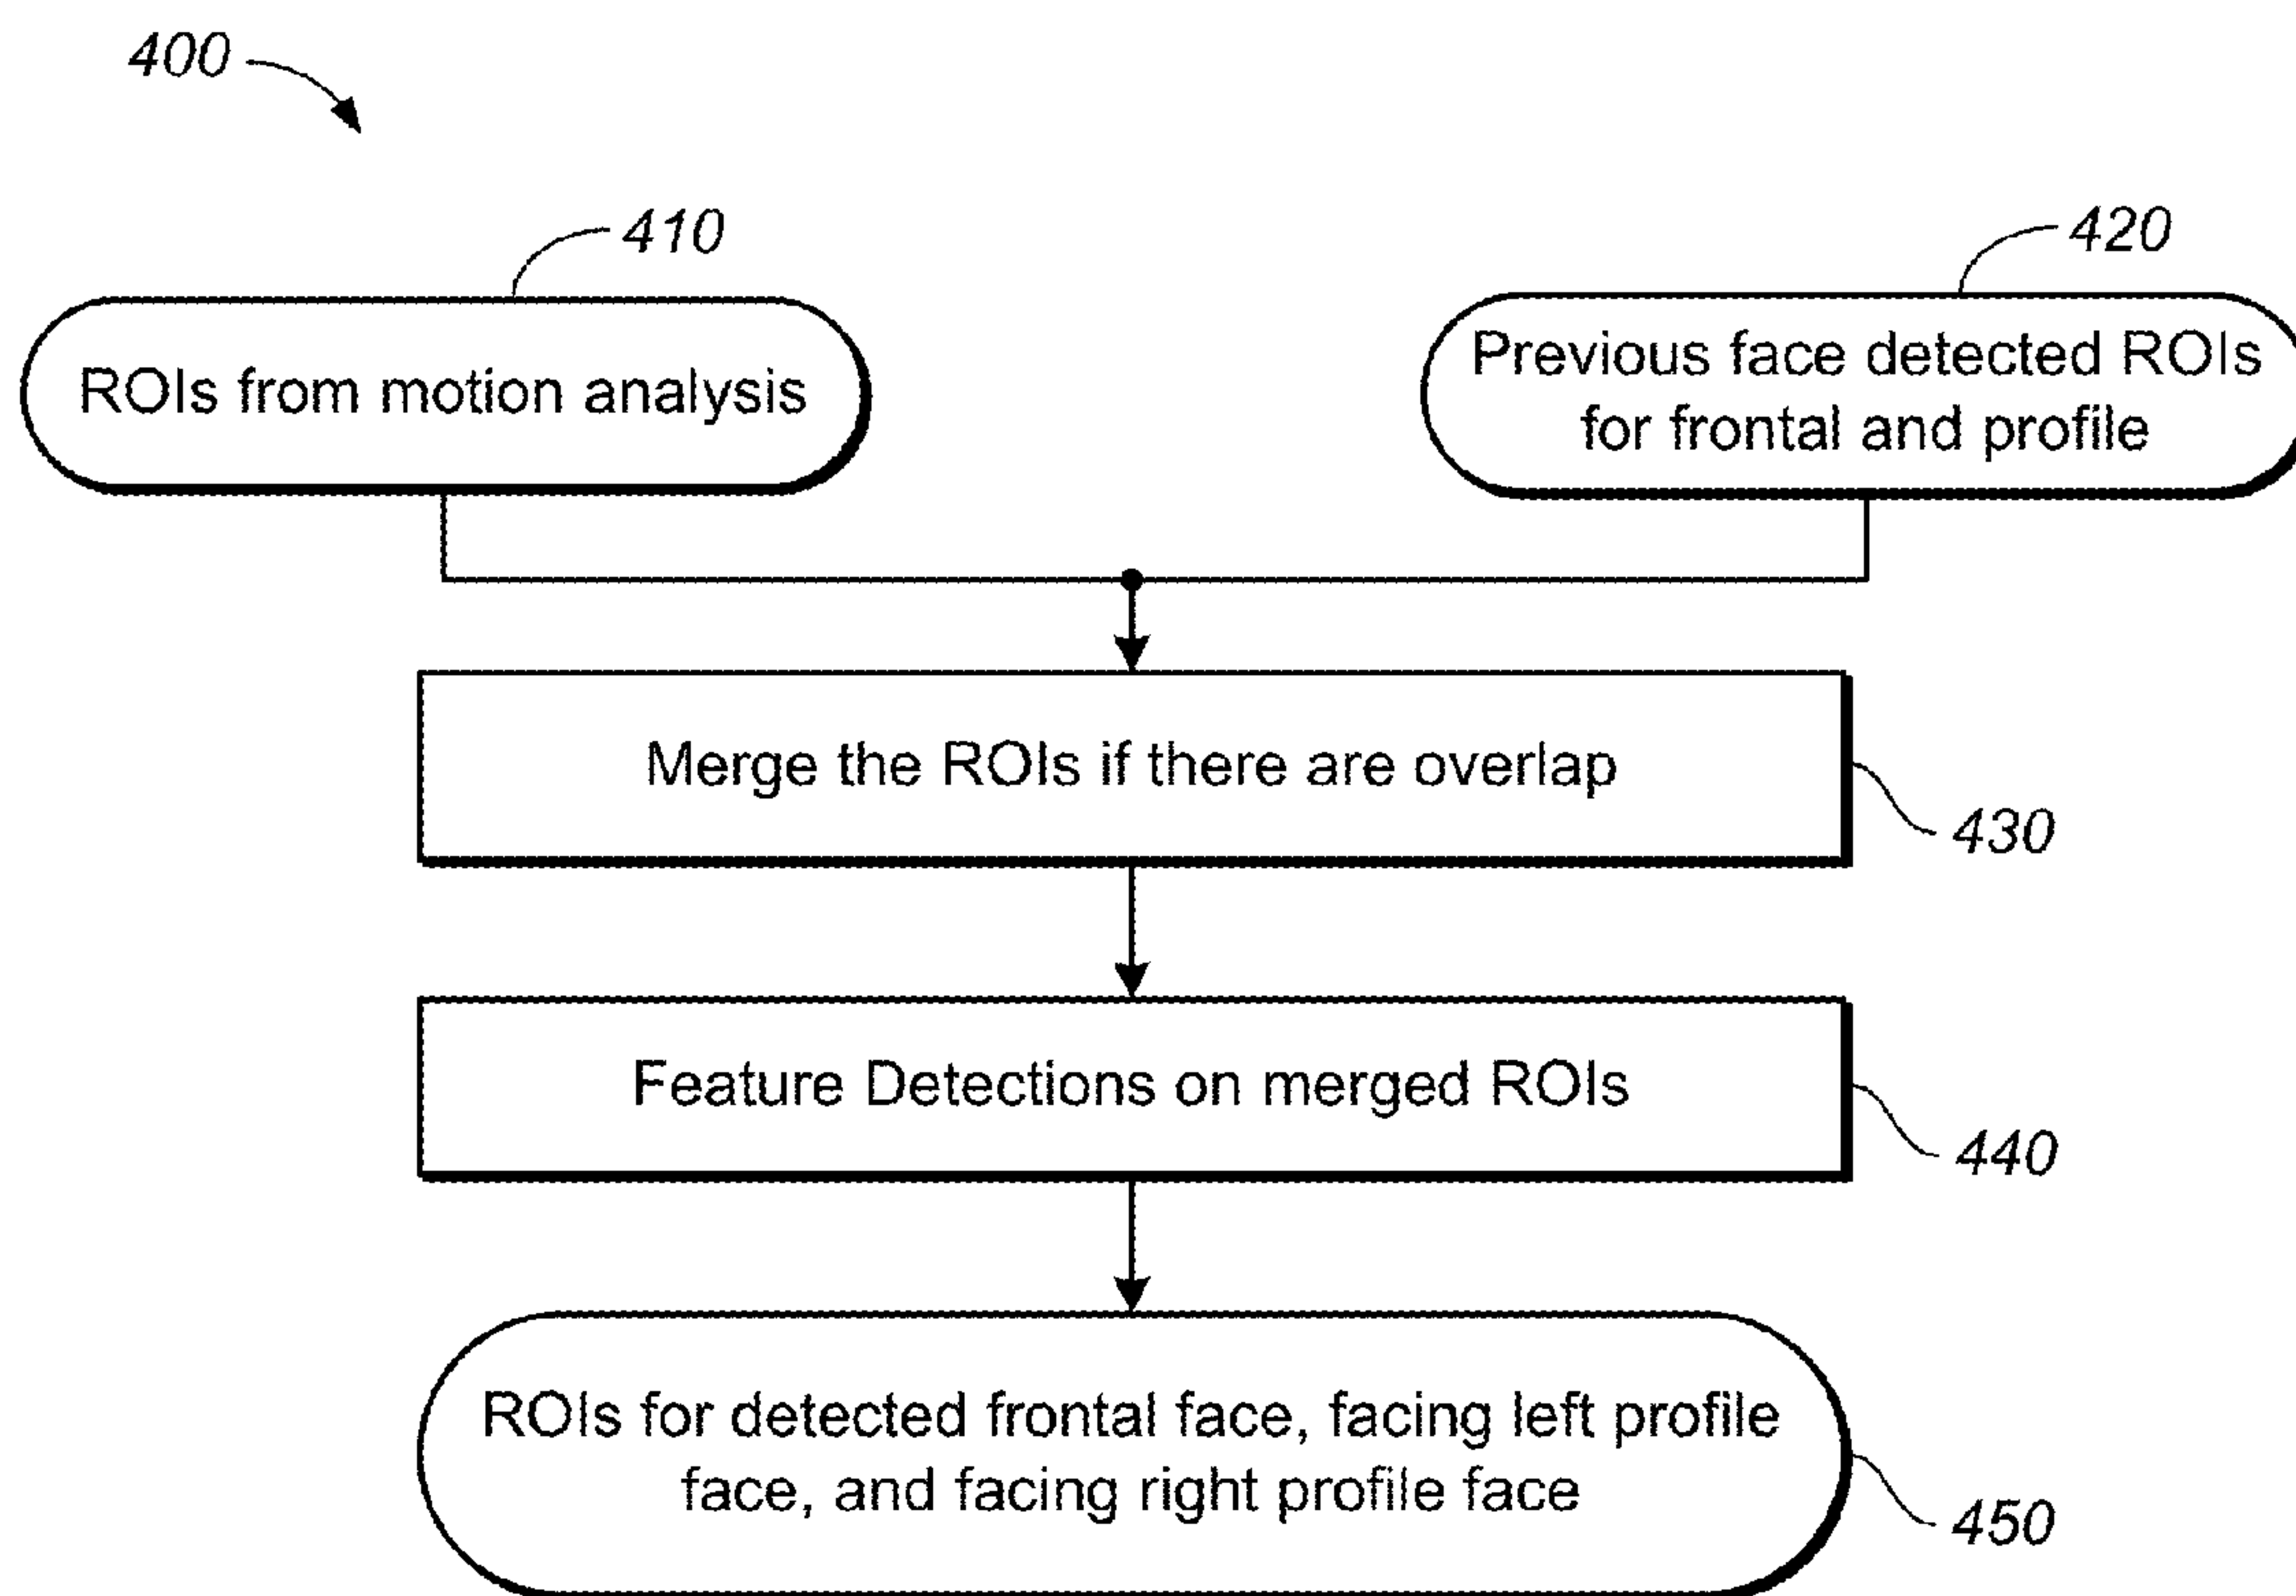 400
410
420
ROIs from motion analysis
Previous face detected ROIs
for frontal and profile
Merge the ROIs if there are overlap
430
Feature Detections on merged ROIs
440
ROIs for detected frontal face, facing left profile
face, and facing right profile face
450